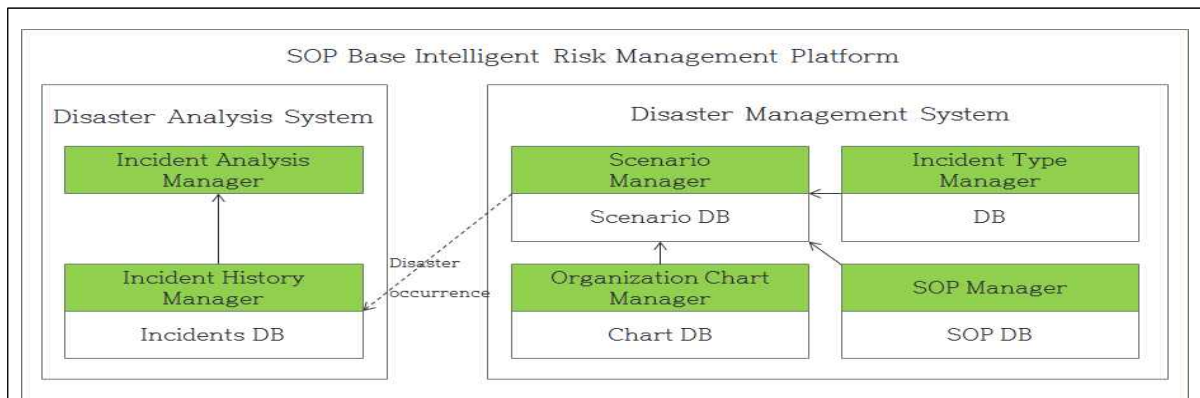 SOP Base Intelligent Risk Management Platform
Disaster Analysis System
Incident Analysis
Manager
Incident History
Manager
Incidents DB
Disaster
occurrence
Disaster Management System
Scenario
Manager
Scenario DB
Incident Type
Manager
DB
Organization Chart
Manager
Chart DB
SOP Manager
SOP DB